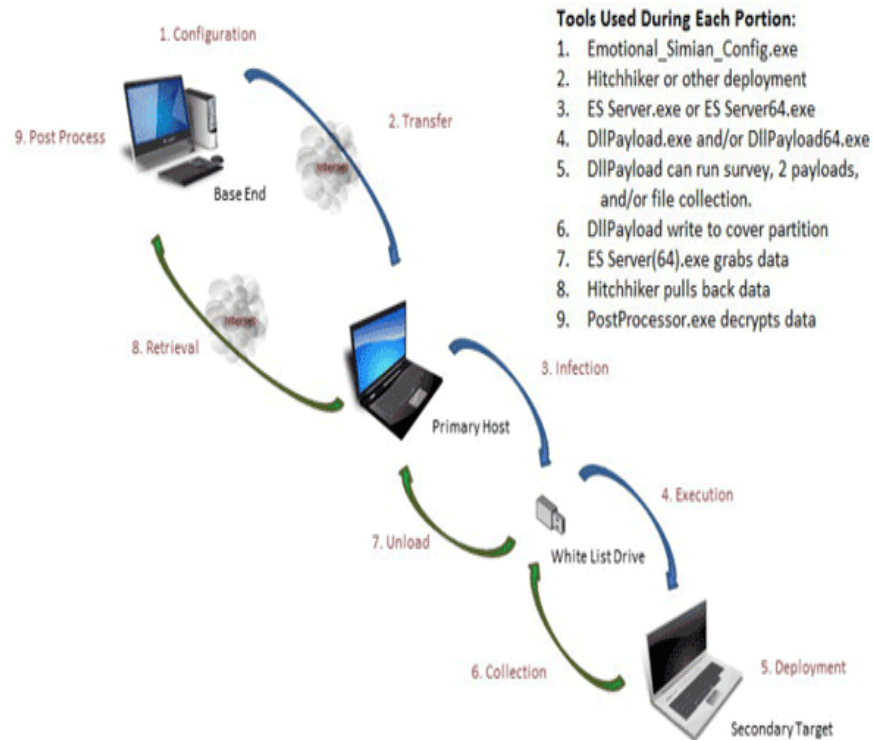 1. Configuration
2. Transfer
9. Post Process
Base End
Internet
Internet
8. Retrieval
Primary Host
3. Infection
7. Unload
White List Drive
4. Execution
6. Collection
5. Deployment
Secondary Target
Tools Used During Each Portion:
1. Emotional_Simian_Config.exe
2. Hitchhiker or other deployment
3. ES Server.exe or ES Server64.exe
4. DllPayload.exe and/or DllPayload64.exe
5. DllPayload can run survey, 2 payloads,
and/or file collection.
6. DllPayload write to cover partition
7. ES Server(64).exe grabs data
8. Hitchhiker pulls back data
9. PostProcessor.exe decrypts data